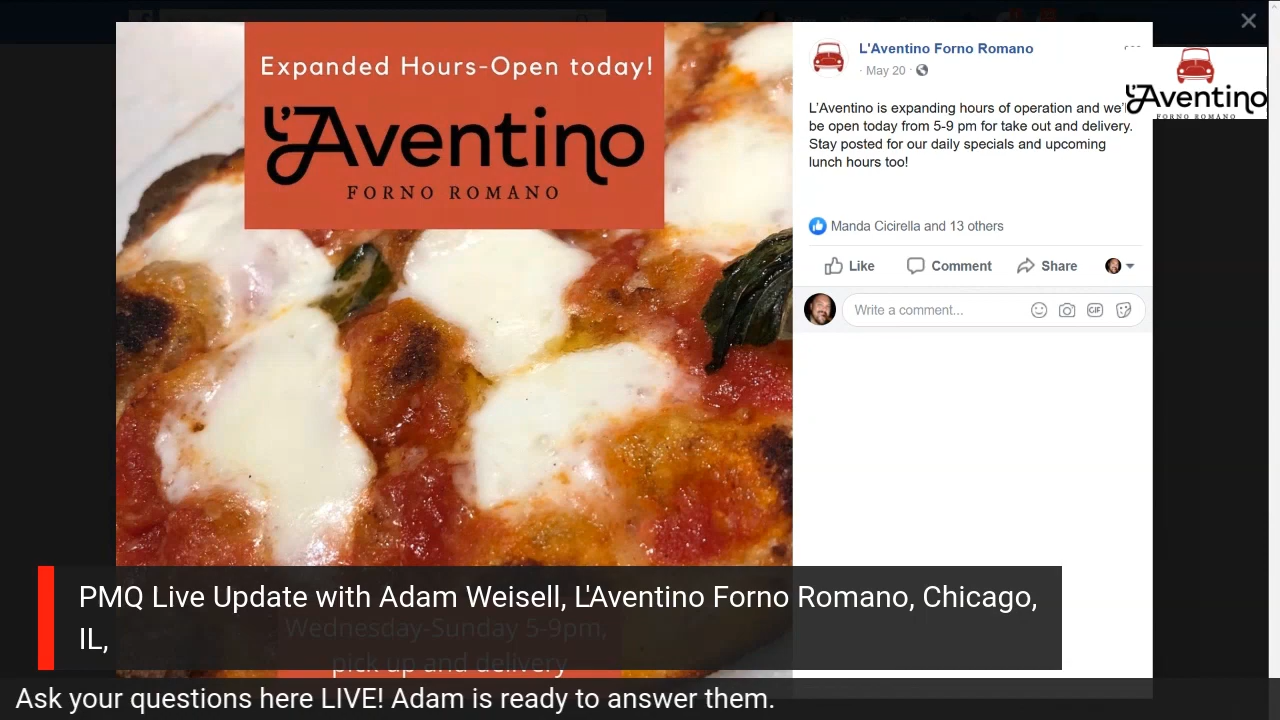 Expanded Hours-Open today!
L'Aventino
FORNO ROMANO
L'Aventino Forno Romano
· May 20 ·
L'Aventino
FORNO ROMANO
L'Aventino is expanding hours of operation and we'
be open today from 5-9 pm for take out and delivery.
Stay posted for our daily specials and upcoming
lunch hours too!
Manda Cicirella and 13 others
Like Comment Share
Write a comment... GIF
PMQ Live Update with Adam Weisell, L'Aventino Forno Romano, Chicago,
IL,
Wednesday-Sunday 5-9pm,
pick up and delivery
Ask your questions here LIVE! Adam is ready to answer them.